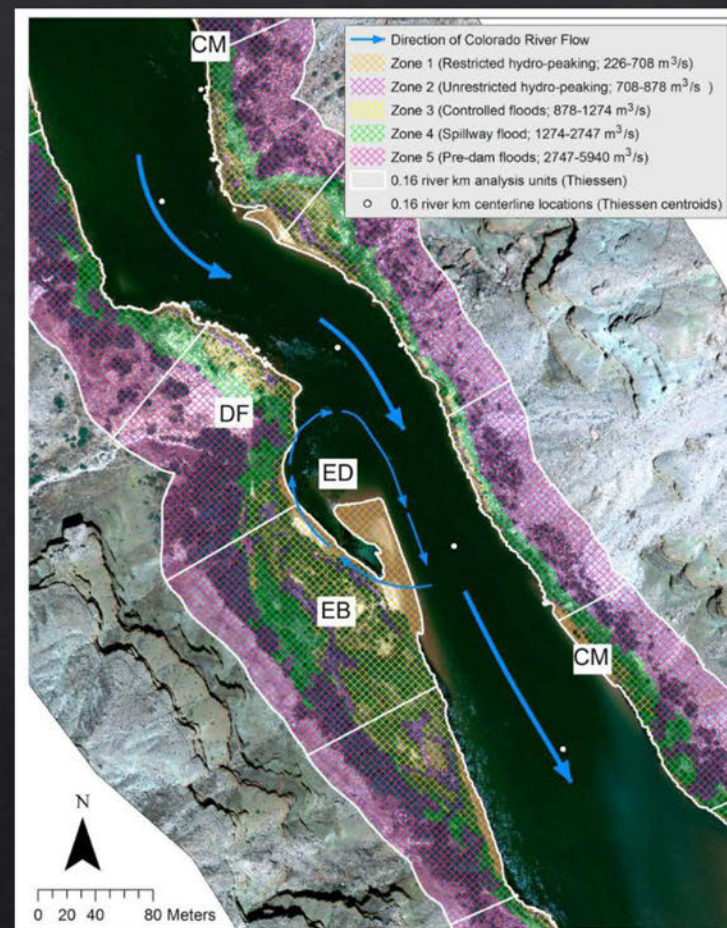 CM
Direction of Colorado River Flow
Zone 1 (Restricted hydro-peaking; 226-708 m³/s)
Zone 2 (Unrestricted hydro-peaking; 708-878 m³/s )
Zone 3 (Controlled floods; 878-1274 m³/s)
Zone 4 (Spillway flood; 1274-2747 m³/s)
Zone 5 (Pre-dam floods; 2747-5940 m³/s)
0.16 river km analysis units (Thiessen)
0.16 river km centerline locations (Thiessen centroids)
DF
ED
EB
CM
N
0 20 40 80 Meters